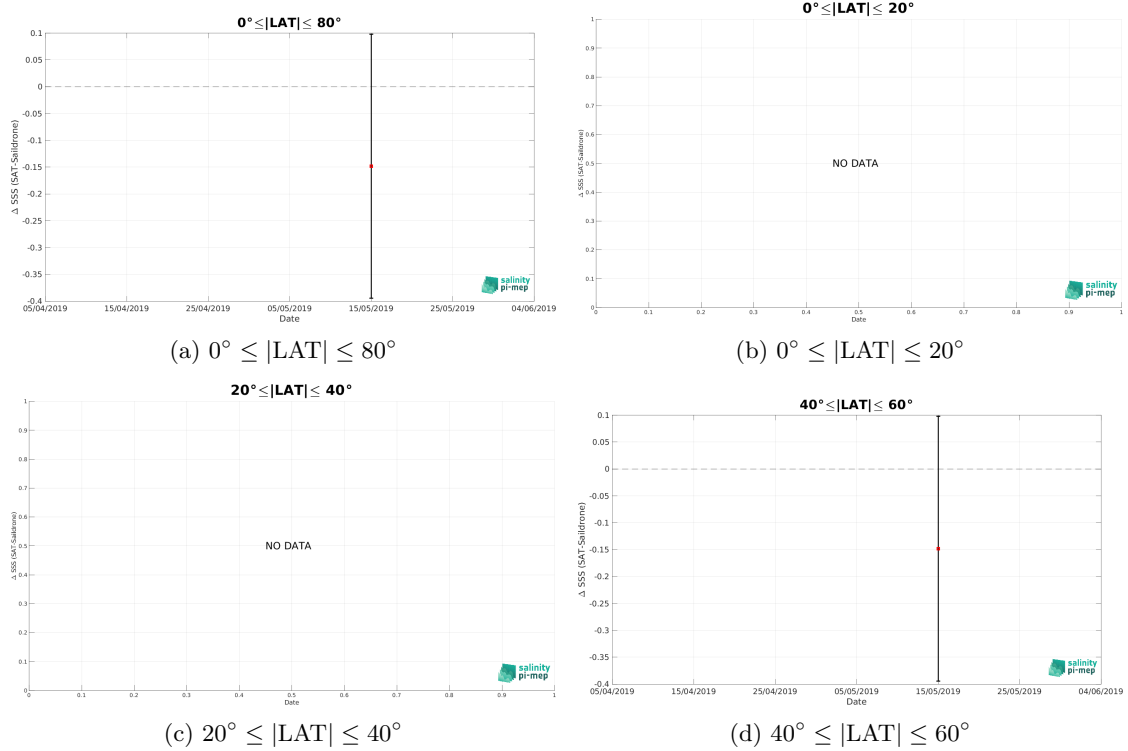 0°≤|LAT|≤ 80°
0.1
0.05
0
-0.05
-0.1
-0.15
-0.2
-0.25
-0.3
-0.35
-0.4
Δ SSS (SAT-Saildrone)
05/04/2019 15/04/2019 25/04/2019 05/05/2019 15/05/2019 25/05/2019 04/06/2019
Date
salinity
pi-mep
(a) 0° ≤ |LAT| ≤ 80°
0°≤|LAT|≤ 20°
1
0.9
0.8
0.7
0.6
0.5
0.4
0.3
0.2
0.1
0
Δ SSS (SAT-Saildrone)
NO DATA
0 0.1 0.2 0.3 0.4 0.5 0.6 0.7 0.8 0.9 1
Date
salinity
pi-mep
(b) 0° ≤ |LAT| ≤ 20°
20°≤|LAT|≤ 40°
1
0.9
0.8
0.7
0.6
0.5
0.4
0.3
0.2
0.1
0
Δ SSS (SAT-Saildrone)
NO DATA
0 0.1 0.2 0.3 0.4 0.5 0.6 0.7 0.8 0.9 1
Date
salinity
pi-mep
(c) 20° ≤ |LAT| ≤ 40°
40°≤|LAT|≤ 60°
0.1
0.05
0
-0.05
-0.1
-0.15
-0.2
-0.25
-0.3
-0.35
-0.4
Δ SSS (SAT-Saildrone)
05/04/2019 15/04/2019 25/04/2019 05/05/2019 15/05/2019 25/05/2019 04/06/2019
Date
salinity
pi-mep
(d) 40° ≤ |LAT| ≤ 60°